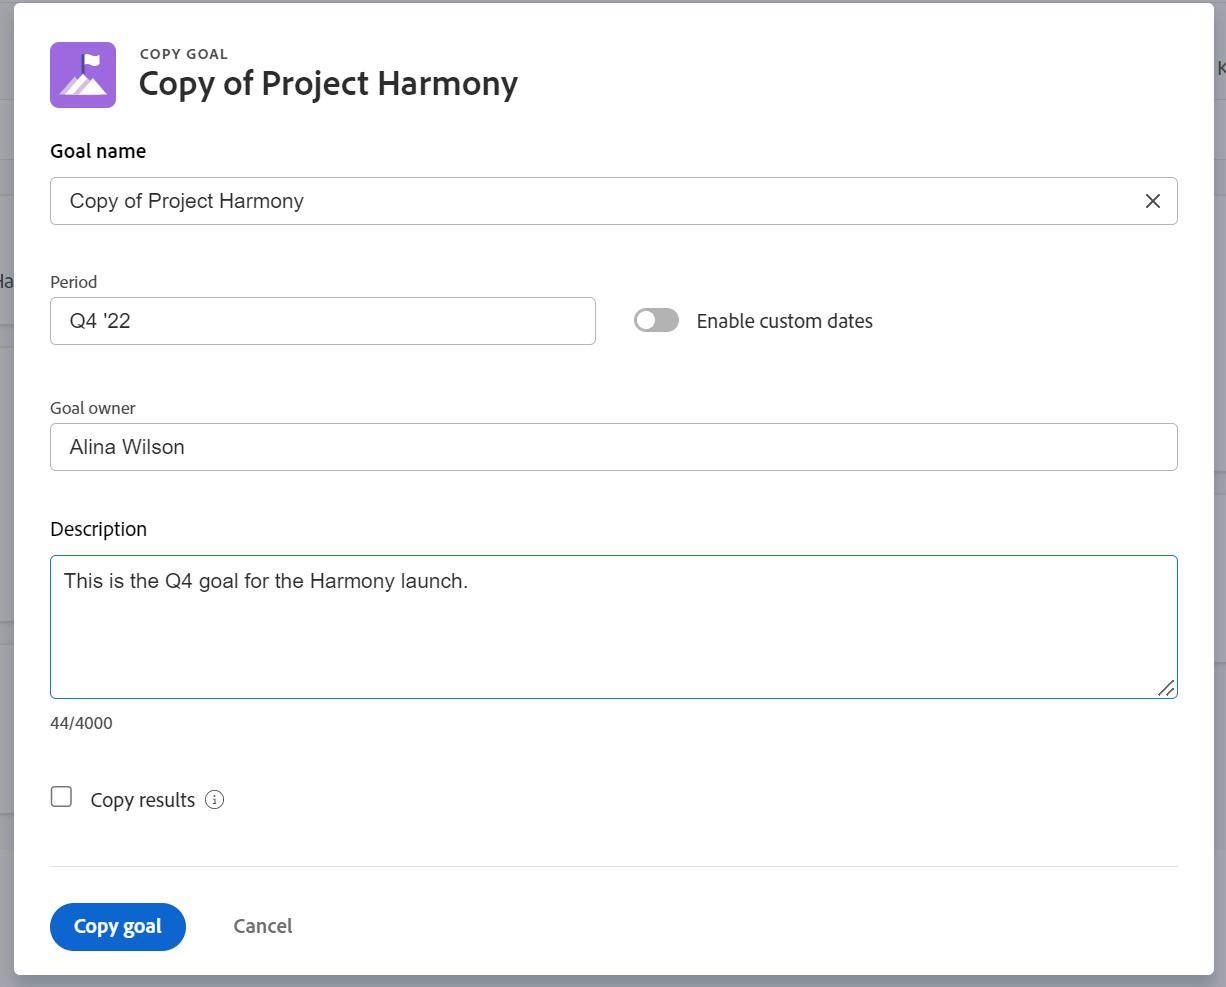 COPY GOAL
Copy of Project Harmony
Goal name
Copy of Project Harmony
Period
Q4 '22
Enable custom dates
Goal owner
Alina Wilson
Description
This is the Q4 goal for the Harmony launch.
44/4000
Copy results
Copy goal
Cancel